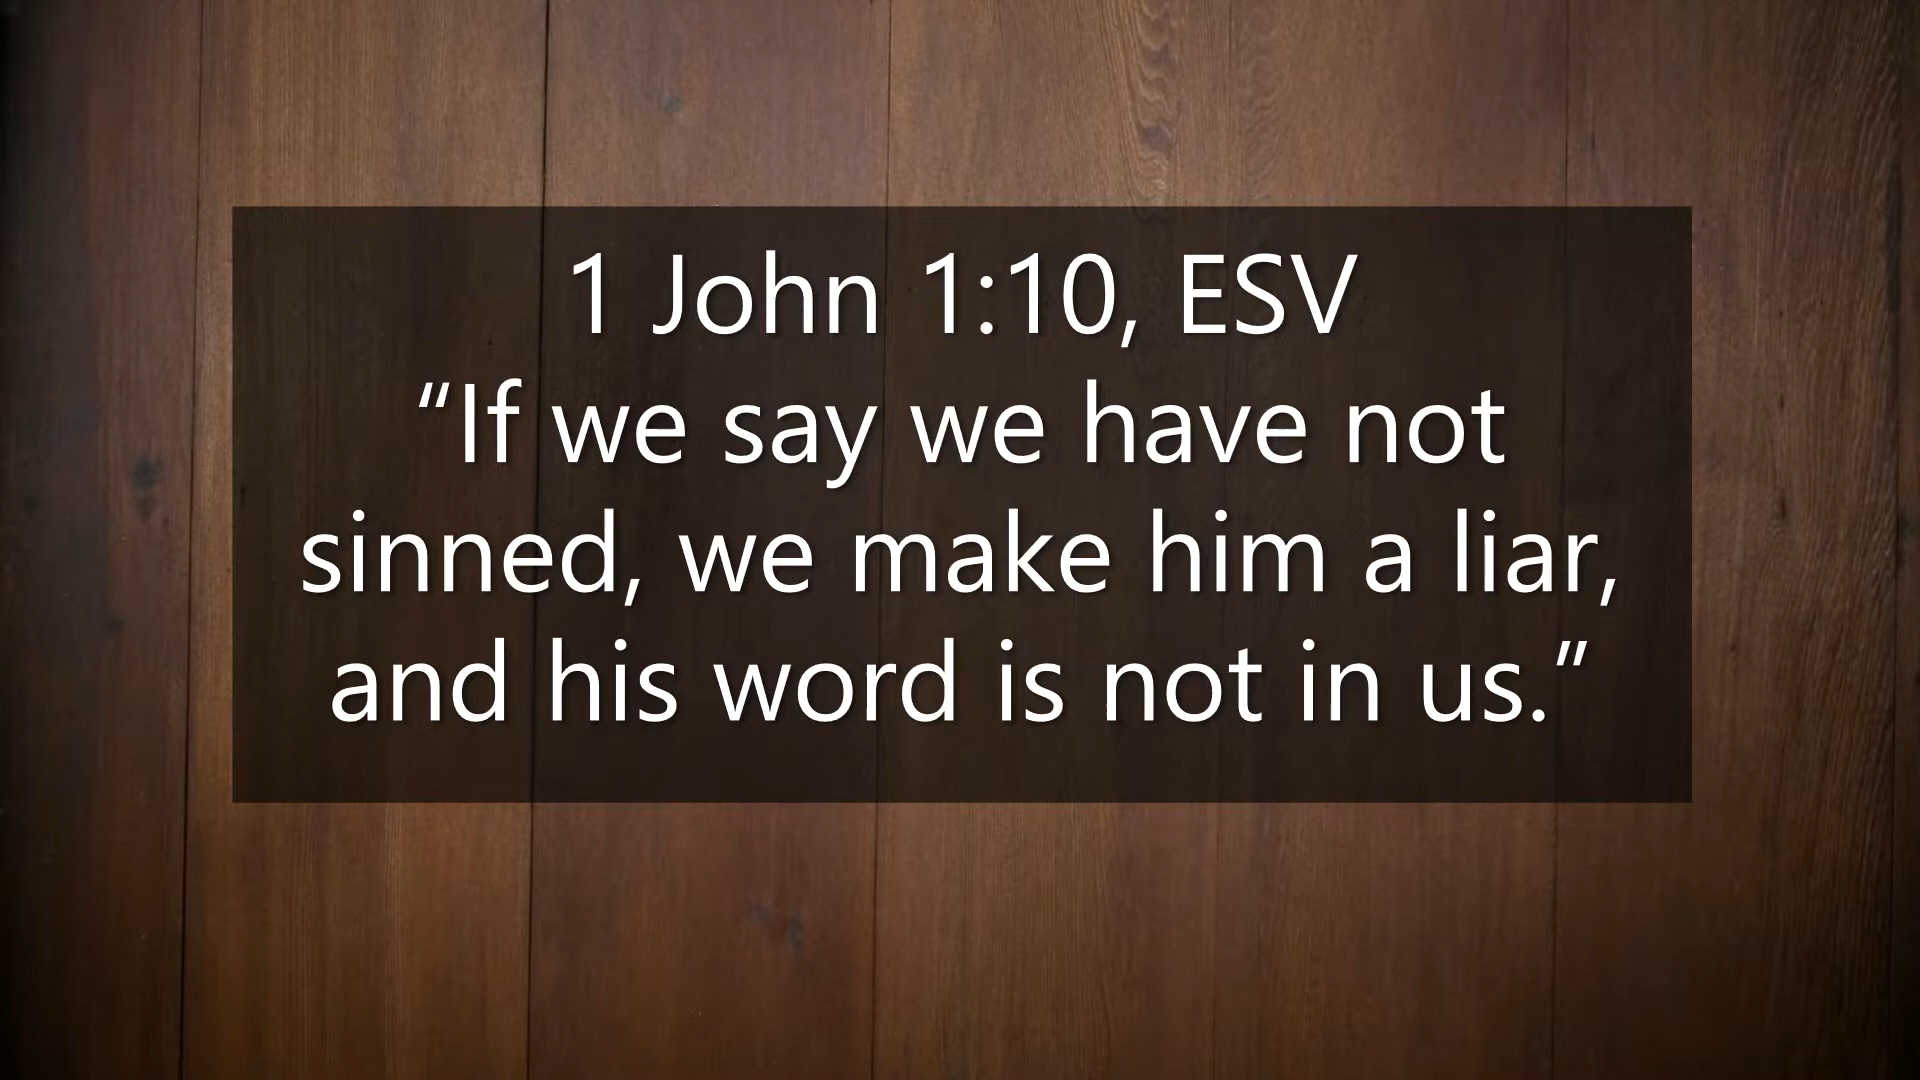 1 John 1:10, ESV
“If we say we have not
sinned, we make him a liar,
and his word is not in us.”